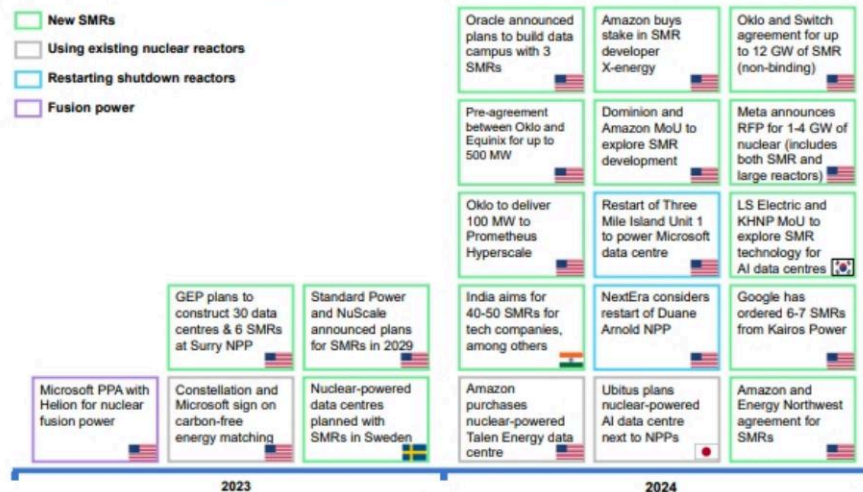 New SMRs
Using existing nuclear reactors
Restarting shutdown reactors
Fusion power
Oracle announced
plans to build data
campus with 3
SMRs
Amazon buys
stake in SMR
developer
X-energy
Oklo and Switch
agreement for up
to 12 GW of SMR
(non-binding)
Pre-agreement
between Oklo and
Equinix for up to
500 MW
Dominion and
Amazon MoU to
explore SMR
development
Meta announces
RFP for 1-4 GW of
nuclear (includes
both SMR and
large reactors)
Oklo to deliver
100 MW to
Prometheus
Hyperscale
Restart of Three
Mile Island Unit 1
to power Microsoft
data centre
LS Electric and
KHNP MoU to
explore SMR
technology for
AI data centres
GEP plans to
construct 30 data
centres & 6 SMRs
at Surry NPP
Standard Power
and NuScale
announced plans
for SMRs in 2029
India aims for
40-50 SMRs for
tech companies,
among others
NextEra considers
restart of Duane
Arnold NPP
Google has
ordered 6-7 SMRs
from Kairos Power
Microsoft PPA with
Helion for nuclear
fusion power
Constellation and
Microsoft sign on
carbon-free
energy matching
Nuclear-powered
data centres
planned with
SMRs in Sweden
Amazon
purchases
nuclear-powered
Talen Energy data
centre
Ubitus plans
nuclear-powered
AI data centre
next to NPPs
Amazon and
Energy Northwest
agreement for
SMRs
2023
2024